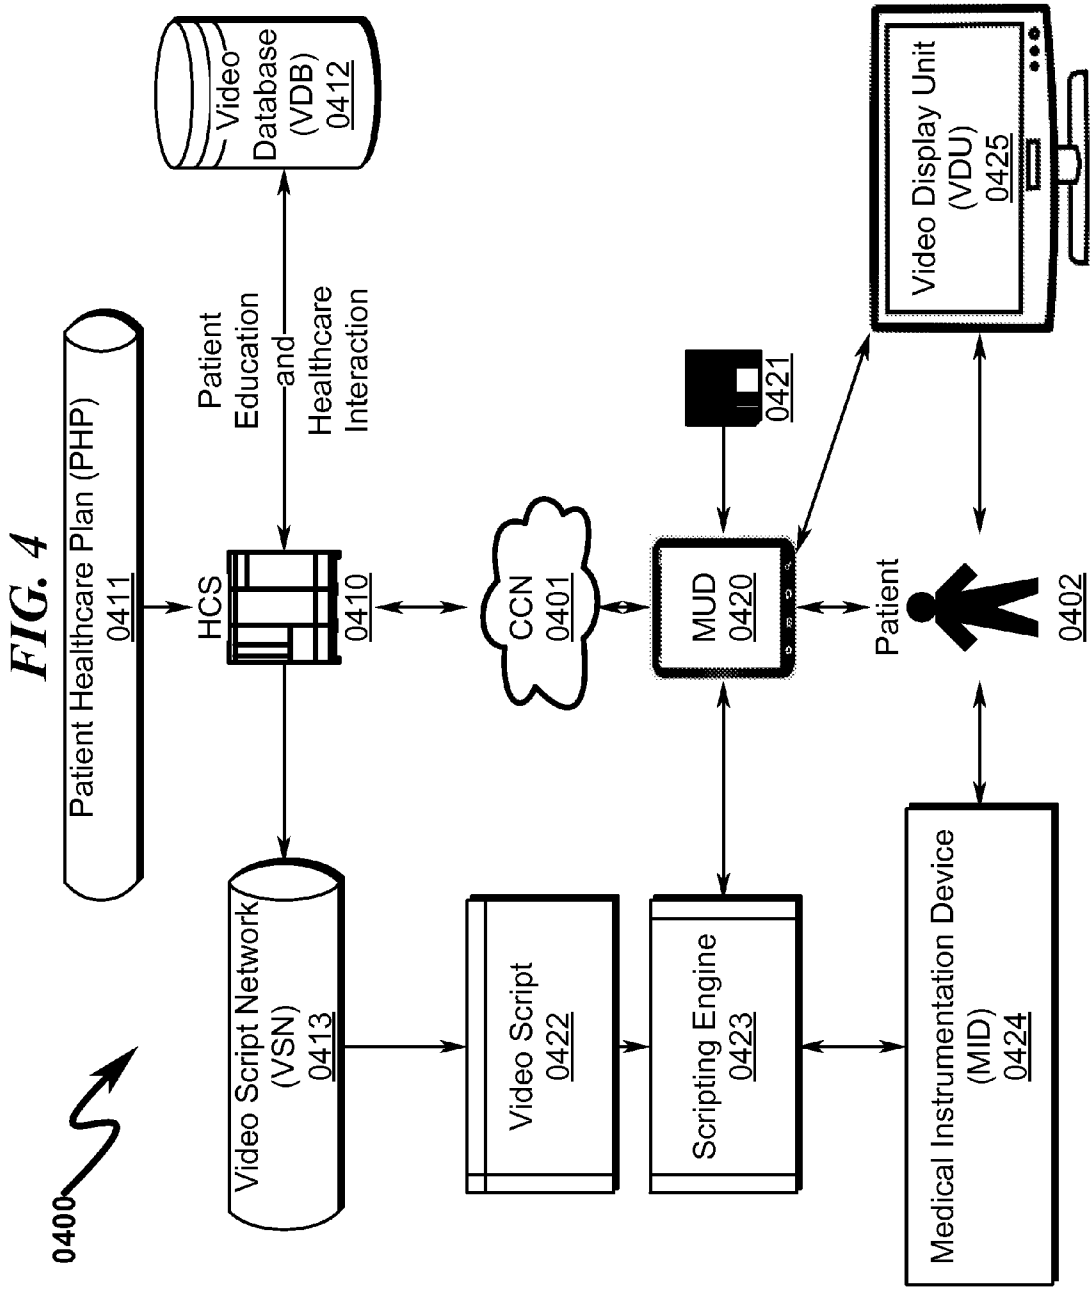 FIG. 4
0400
Patient Healthcare Plan (PHP)
0411
Video Script Network
(VSN)
0413
HCS
0410
Patient
Education
and
Healthcare
Interaction
Video
Database
(VDB)
0412
Video Script
0422
CCN
0401
Scripting Engine
0423
MUD
0420
0421
Medical Instrumentation Device
(MID)
0424
Patient
0402
Video Display Unit
(VDU)
0425